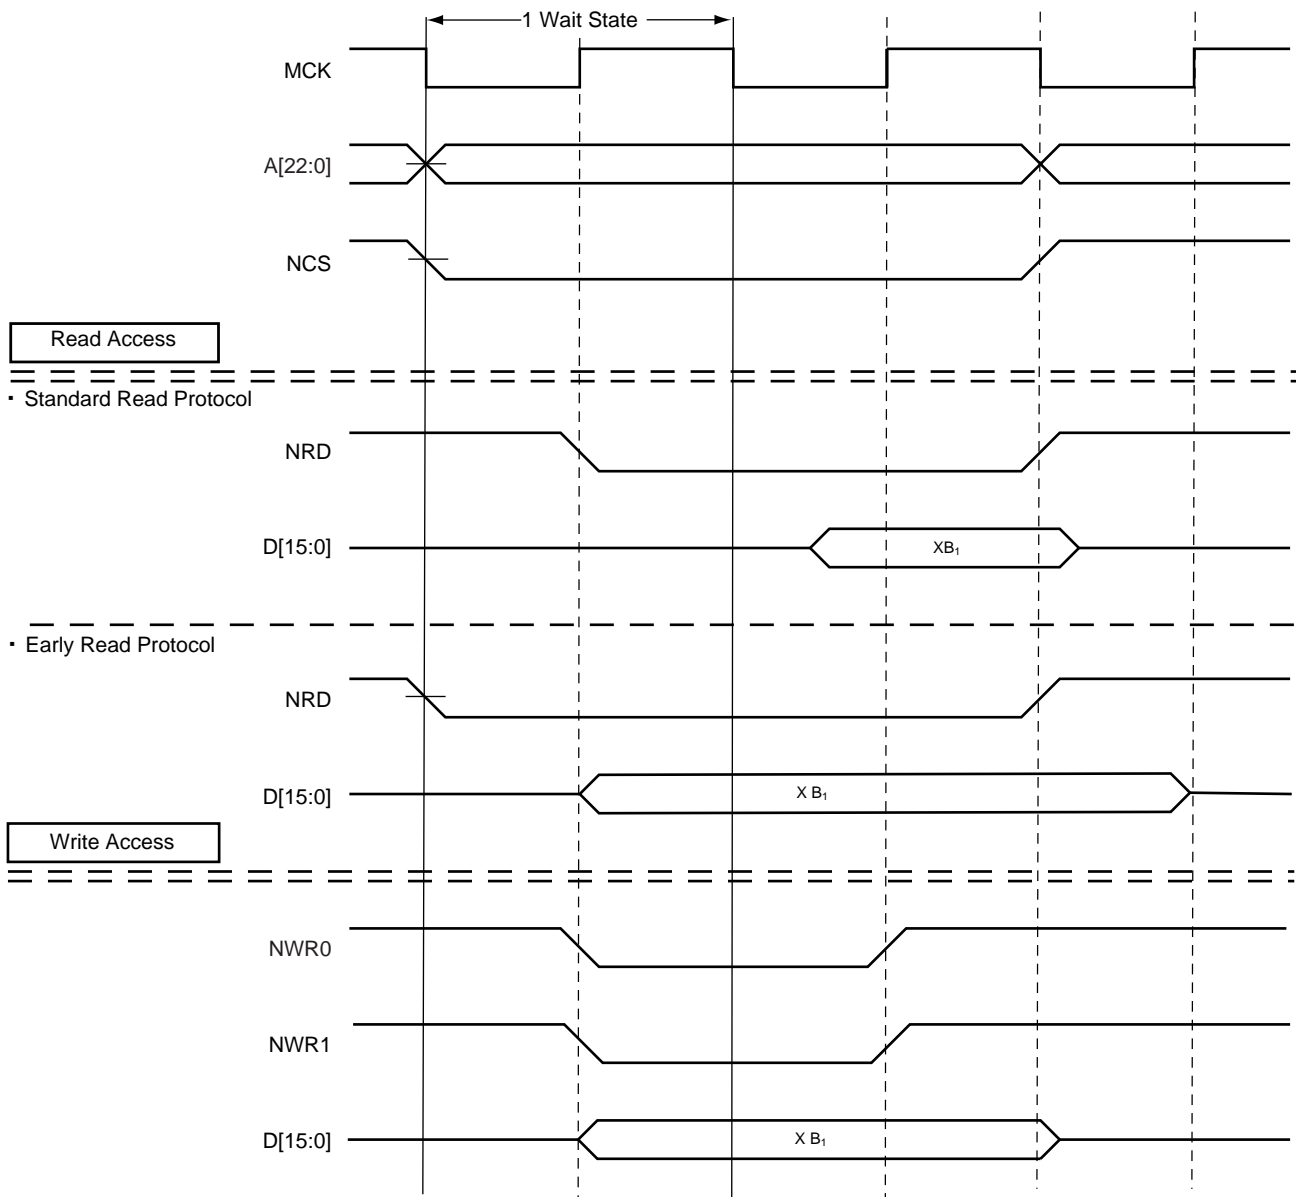 1 Wait State
MCK
A[22:0]
NCS
Read Access
· Standard Read Protocol
NRD
D[15:0]
XB₁
· Early Read Protocol
NRD
D[15:0]
X B₁
Write Access
NWR0
NWR1
D[15:0]
X B₁